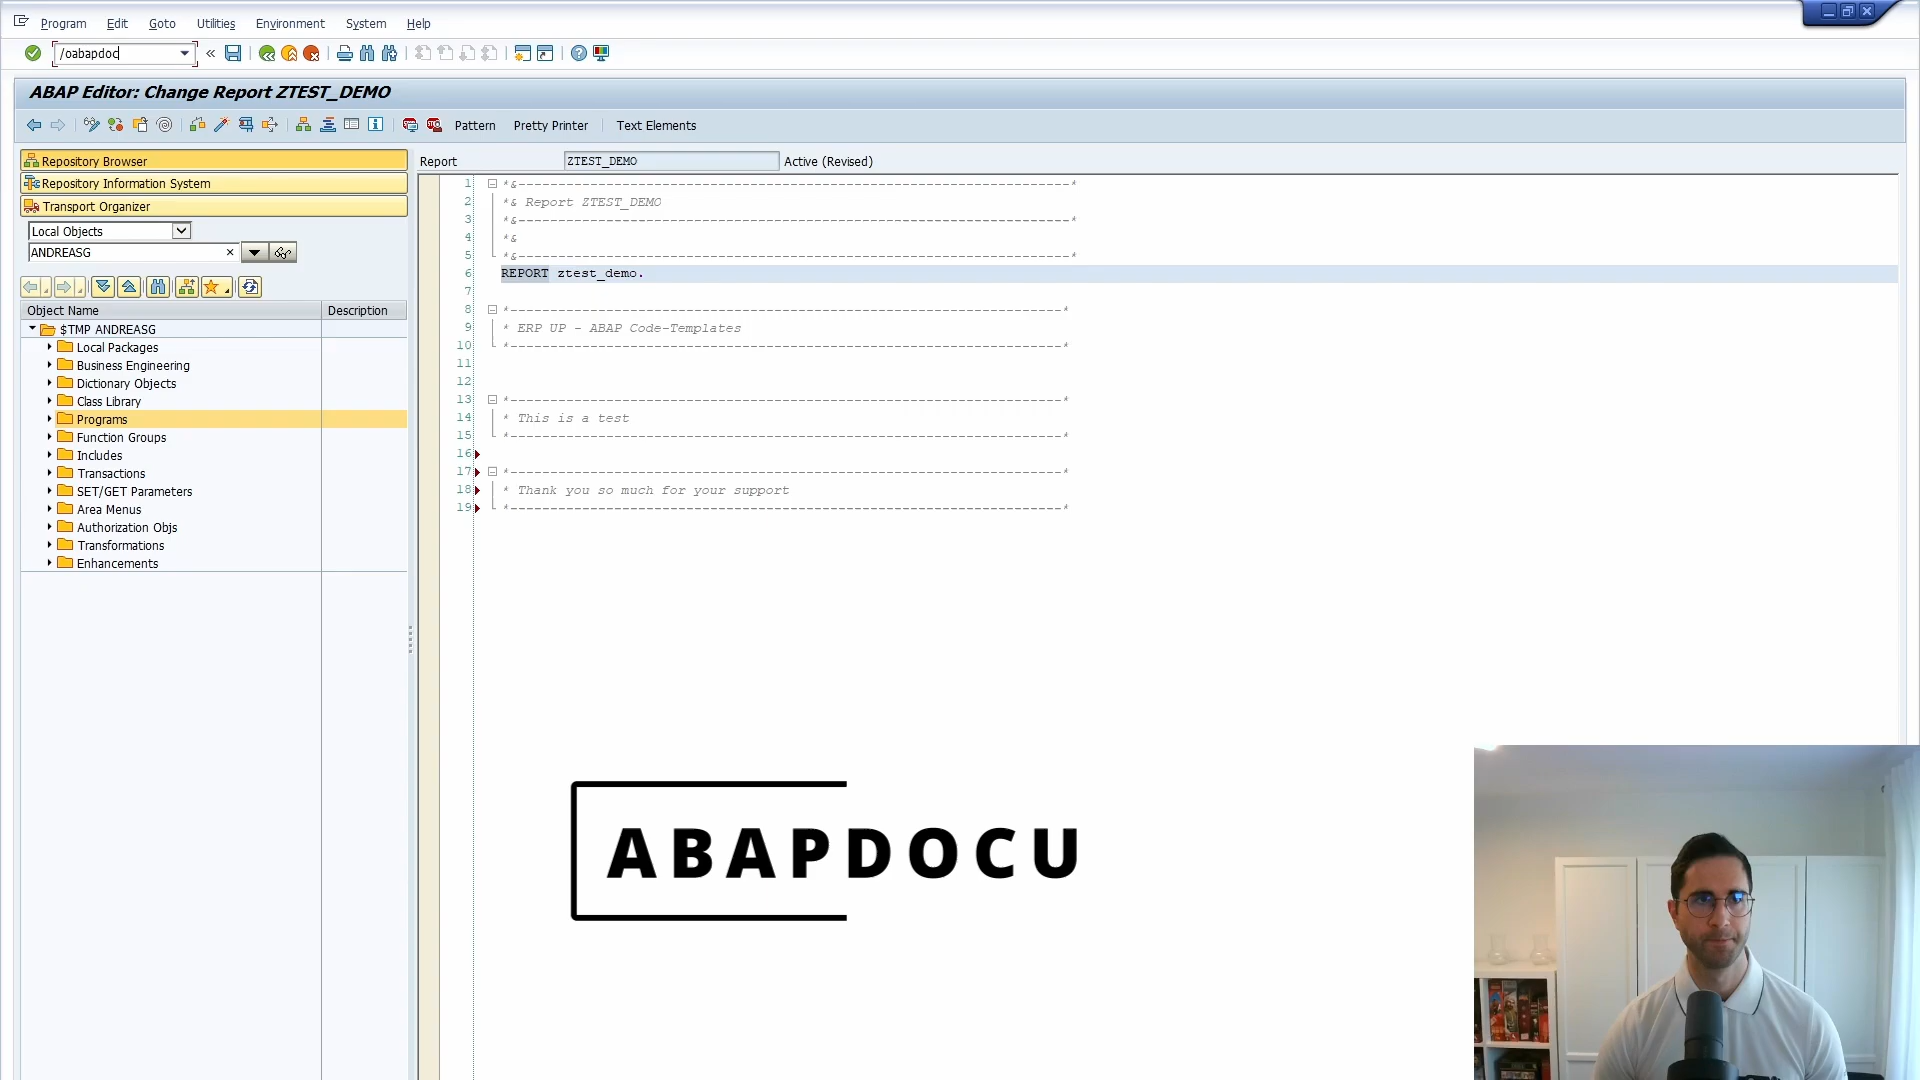 Program Edit Goto Utilities Environment System Help
/oabapdoc
ABAP Editor: Change Report ZTEST_DEMO
Pattern Pretty Printer Text Elements
Repository Browser
Repository Information System
Transport Organizer
Local Objects
ANDREASG
Object Name Description
$TMP ANDREASG
Local Packages
Business Engineering
Dictionary Objects
Class Library
Programs
Function Groups
Includes
Transactions
SET/GET Parameters
Area Menus
Authorization Objs
Transformations
Enhancements
Report ZTEST_DEMO Active (Revised)
1 *&---------------------------------------------------------------------*
2 *& Report ZTEST_DEMO
3 *&---------------------------------------------------------------------*
4 *&
5 *&---------------------------------------------------------------------*
6 REPORT ztest_demo.
7
8 *---------------------------------------------------------------------*
9 * ERP UP - ABAP Code-Templates
10 *---------------------------------------------------------------------*
11
12
13 *---------------------------------------------------------------------*
14 * This is a test
15 *---------------------------------------------------------------------*
16
17 *---------------------------------------------------------------------*
18 * Thank you so much for your support
19 *---------------------------------------------------------------------*
ABAPDOCU